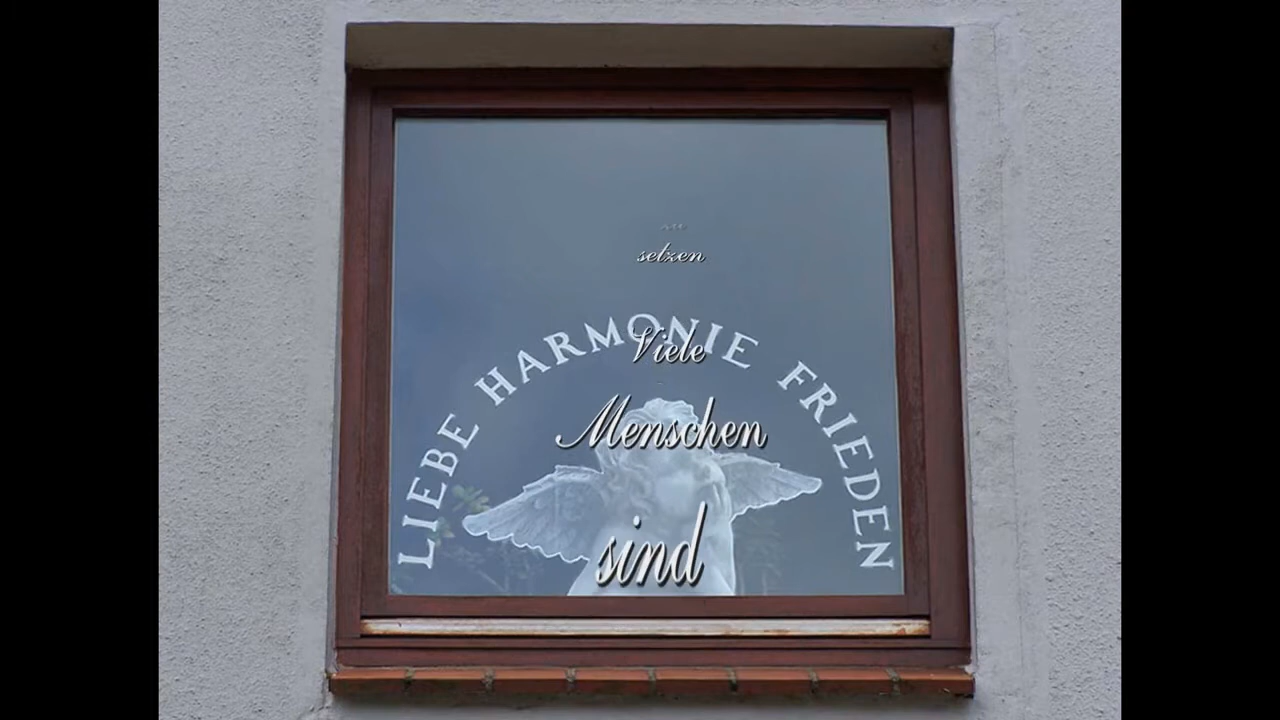 setzen
LIEBE HARMONIE FRIEDEN
Viele
Menschen
sind